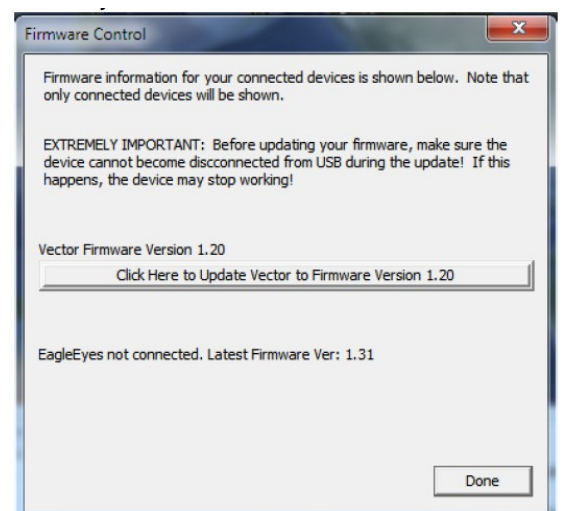 Firmware Control
Firmware information for your connected devices is shown below. Note that
only connected devices will be shown.
EXTREMELY IMPORTANT: Before updating your firmware, make sure the
device cannot become discconnected from USB during the update! If this
happens, the device may stop working!
Vector Firmware Version 1.20
Click Here to Update Vector to Firmware Version 1.20
EagleEyes not connected. Latest Firmware Ver: 1.31
Done